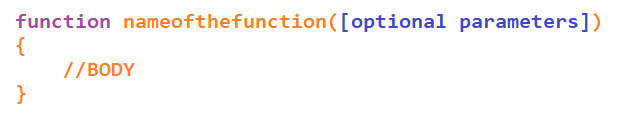 function nameofthefunction([optional parameters])
{
//BODY
}